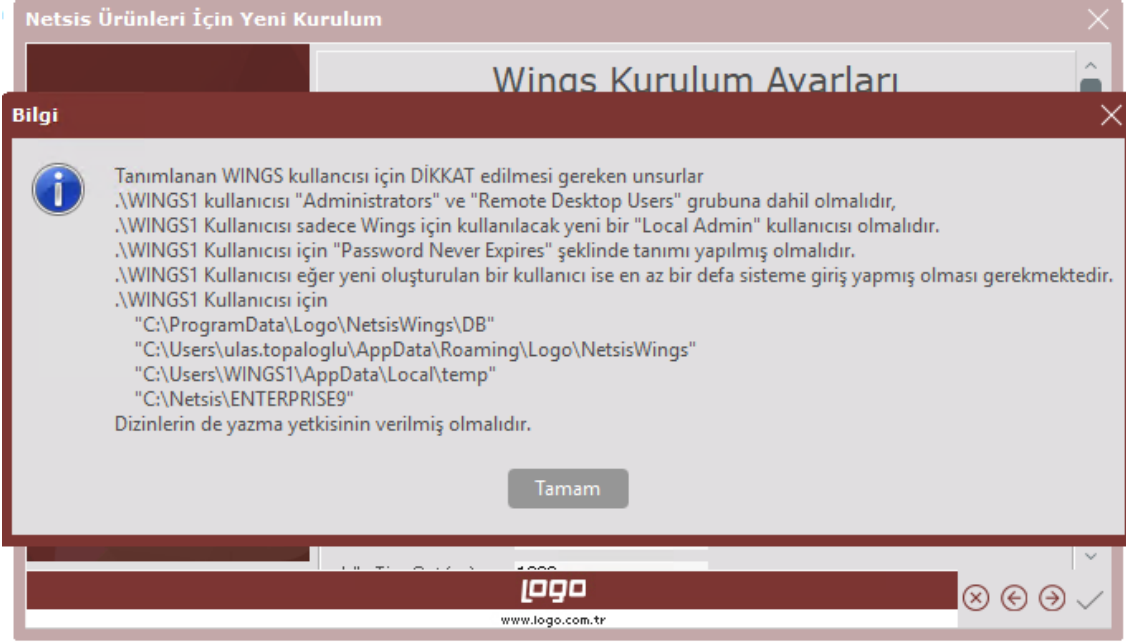 Netsis Ürünleri İçin Yeni Kurulum
Wings Kurulum Ayarları
Bilgi
Tanımlanan WINGS kullancısı için DİKKAT edilmesi gereken unsurlar
.\WINGS1 kullanıcısı "Administrators" ve "Remote Desktop Users" grubuna dahil olmalıdır,
.\WINGS1 Kullanıcısı sadece Wings için kullanılacak yeni bir "Local Admin" kullanıcısı olmalıdır.
.\WINGS1 Kullanıcısı için "Password Never Expires" şeklinde tanımı yapılmış olmalıdır.
.\WINGS1 Kullanıcısı eğer yeni oluşturulan bir kullanıcı ise en az bir defa sisteme giriş yapmış olması gerekmektedir.
.\WINGS1 Kullanıcısı için
"C:\ProgramData\Logo\NetsisWings\DB"
"C:\Users\ulas.topaloglu\AppData\Roaming\Logo\NetsisWings"
"C:\Users\WINGS1\AppData\Local\temp"
"C:\Netsis\ENTERPRISE9"
Dizinlerin de yazma yetkisinin verilmiş olmalıdır.
Tamam
LOGO
www.logo.com.tr